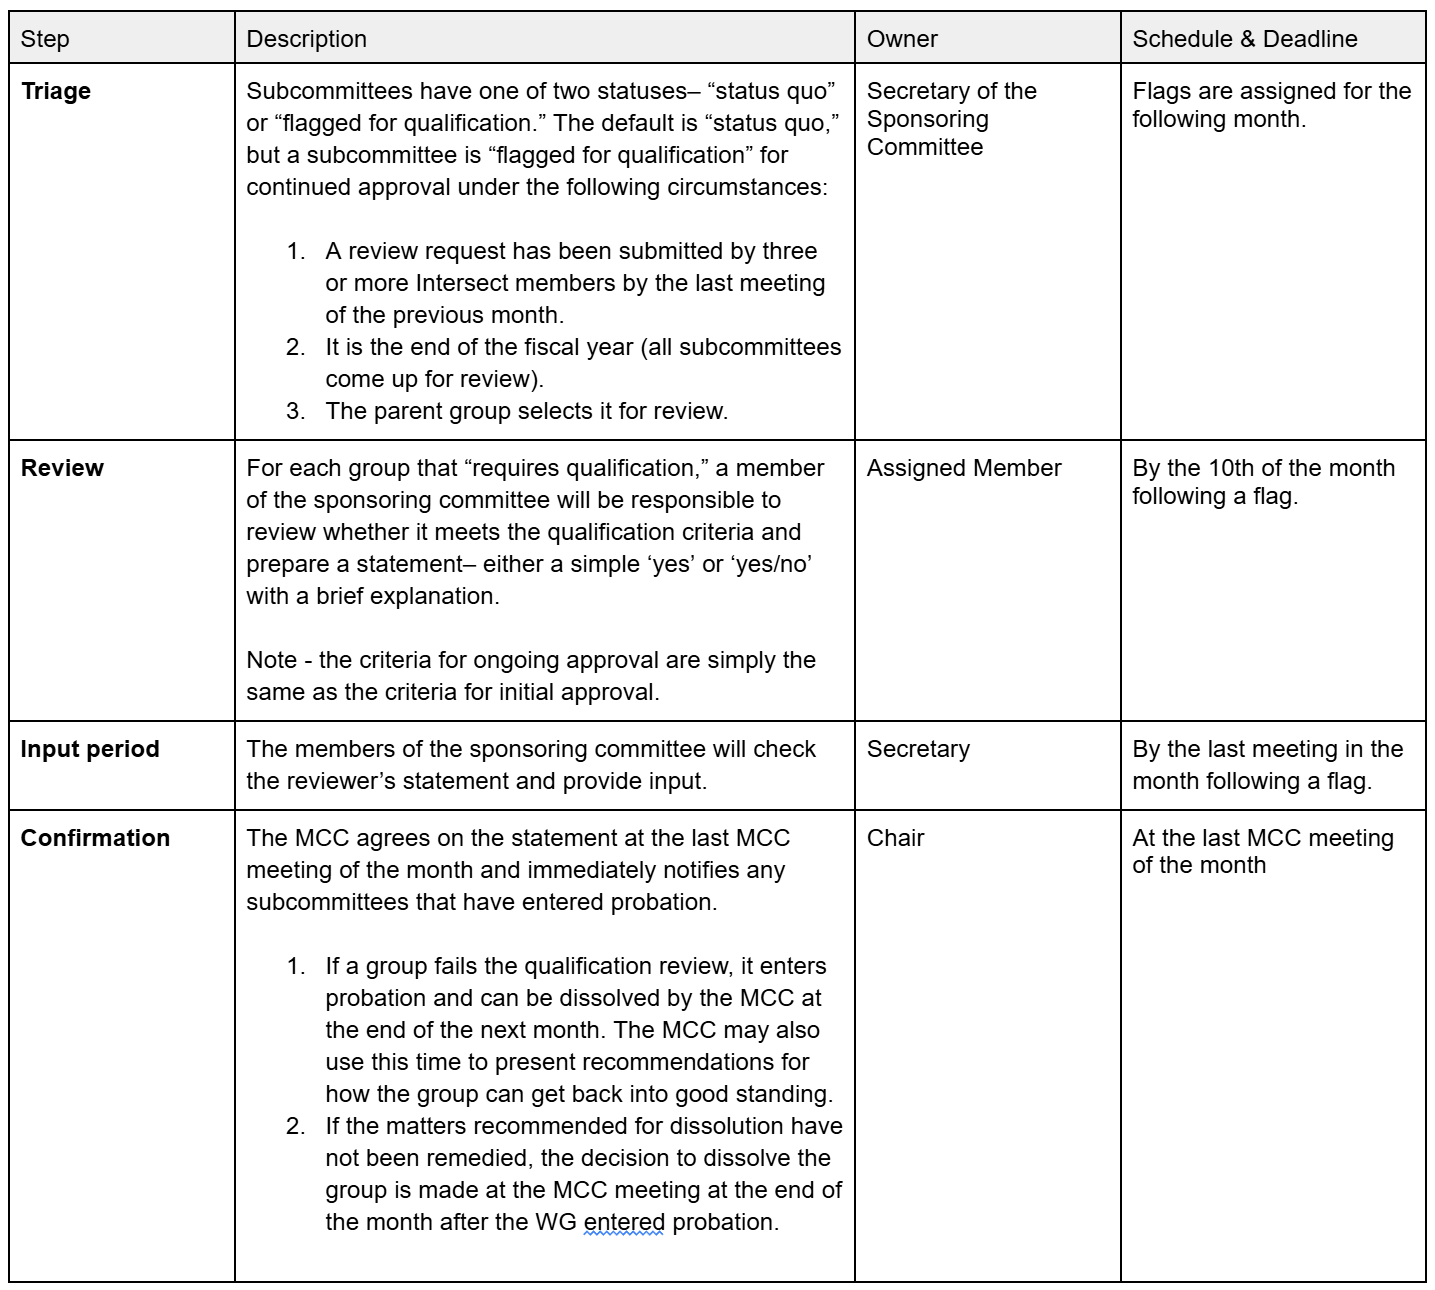 Step
Description
Owner
Schedule & Deadline
Triage
Subcommittees have one of two statuses– “status quo”
or “flagged for qualification.” The default is “status quo,”
but a subcommittee is “flagged for qualification” for
continued approval under the following circumstances:
1. A review request has been submitted by three
or more Intersect members by the last meeting
of the previous month.
2. It is the end of the fiscal year (all subcommittees
come up for review).
3. The parent group selects it for review.
Secretary of the
Sponsoring
Committee
Flags are assigned for the
following month.
Review
For each group that “requires qualification,” a member
of the sponsoring committee will be responsible to
review whether it meets the qualification criteria and
prepare a statement– either a simple ‘yes’ or ‘yes/no’
with a brief explanation.
Note - the criteria for ongoing approval are simply the
same as the criteria for initial approval.
Assigned Member
By the 10th of the month
following a flag.
Input period
The members of the sponsoring committee will check
the reviewer’s statement and provide input.
Secretary
By the last meeting in the
month following a flag.
Confirmation
The MCC agrees on the statement at the last MCC
meeting of the month and immediately notifies any
subcommittees that have entered probation.
1. If a group fails the qualification review, it enters
probation and can be dissolved by the MCC at
the end of the next month. The MCC may also
use this time to present recommendations for
how the group can get back into good standing.
2. If the matters recommended for dissolution have
not been remedied, the decision to dissolve the
group is made at the MCC meeting at the end of
the month after the WG entered probation.
Chair
At the last MCC meeting
of the month